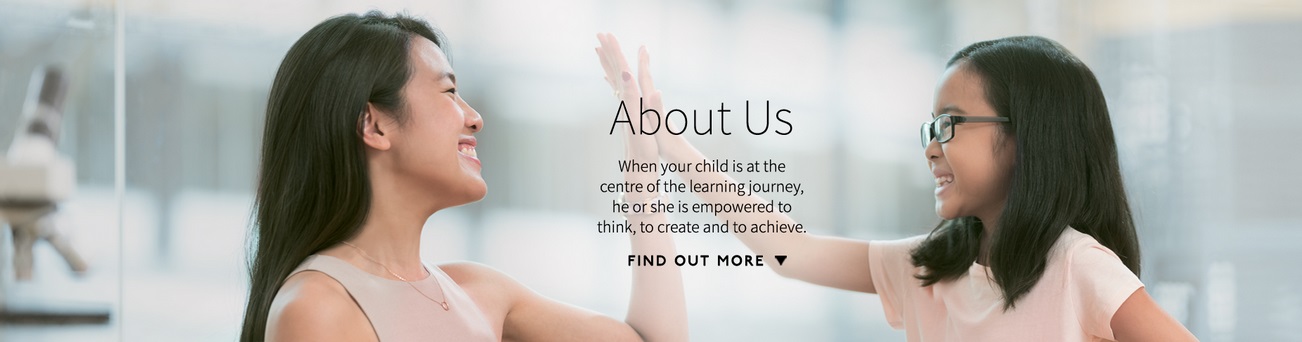 About Us
When your child is at the
centre of the learning journey,
he or she is empowered to
think, to create and to achieve.
FIND OUT MORE ▼